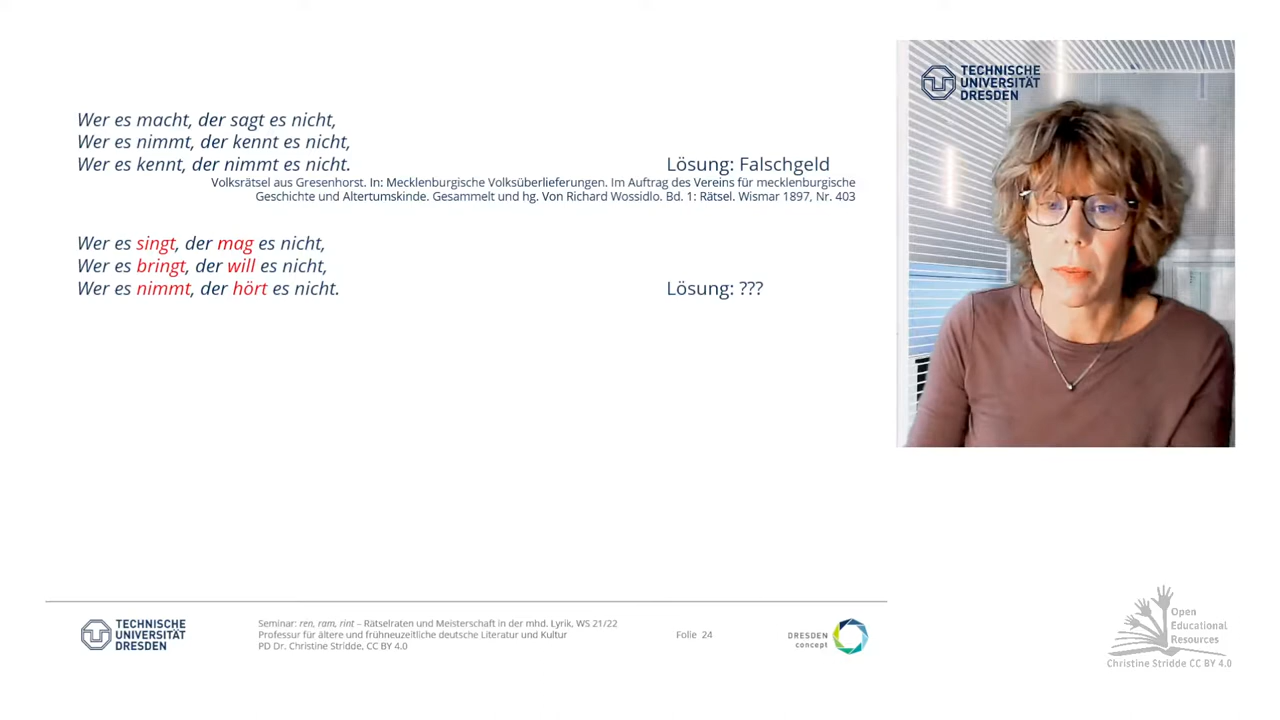 Wer es macht, der sagt es nicht,
Wer es nimmt, der kennt es nicht,
Wer es kennt, der nimmt es nicht.
Lösung: Falschgeld
Volksrätsel aus Gresenhorst. In: Mecklenburgische Volksüberlieferungen. Im Auftrag des Vereins für mecklenburgische
Geschichte und Altertumskinde. Gesammelt und hg. Von Richard Wossidlo. Bd. 1: Rätsel. Wismar 1897, Nr. 403
Wer es singt, der mag es nicht,
Wer es bringt, der will es nicht,
Wer es nimmt, der hört es nicht.
Lösung: ???
TECHNISCHE
UNIVERSITÄT
DRESDEN
TECHNISCHE
UNIVERSITÄT
DRESDEN
Seminar: ren, ram, rint – Rätselraten und Meisterschaft in der mhd. Lyrik, WS 21/22
Professur für ältere und frühneuzeitliche deutsche Literatur und Kultur
PD Dr. Christine Stridde, CC BY 4.0
Folie 24
DRESDEN
concept
Open
Educational
Resources
Christine Stridde CC BY 4.0